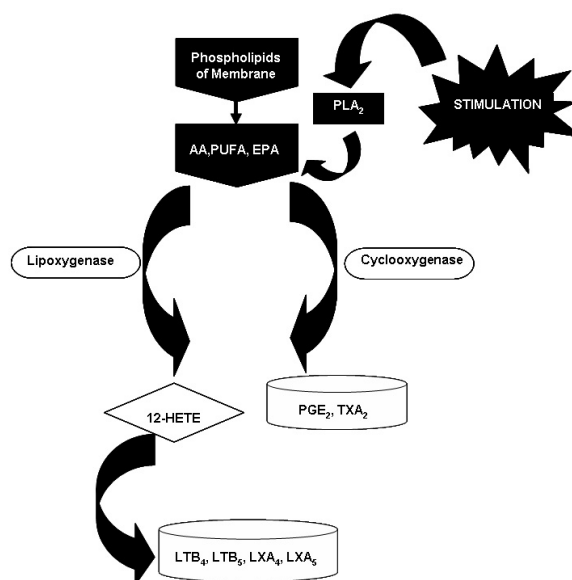 Phospholipids
of Membrane
PLA₂
STIMULATION
AA,PUFA, EPA
Lipoxygenase
Cyclooxygenase
12-HETE
PGE₂, TXA₂
LTB₄, LTB₅, LXA₄, LXA₅